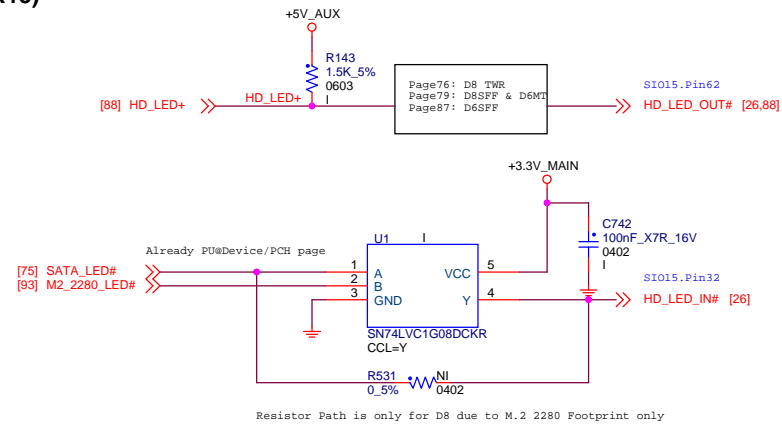 +5V_AUX
R143
1.5K_5%
0603
I
[88] HD_LED+
HD_LED+
Page76: D8 TWR
Page79: D8SFF & D6MT
Page87: D6SFF
SIO15.Pin62
HD_LED_OUT# [26,88]
+3.3V_MAIN
C742
100nF_X7R_16V
0402
I
Already PU@Device/PCH page
[75] SATA_LED#
[93] M2_2280_LED#
U1 I
1 A VCC 5
2 B
3 GND Y 4
SN74LVC1G08DCKR
CCL=Y
SIO15.Pin32
HD_LED_IN# [26]
R531 NI
0_5% 0402
Resistor Path is only for D8 due to M.2 2280 Footprint only